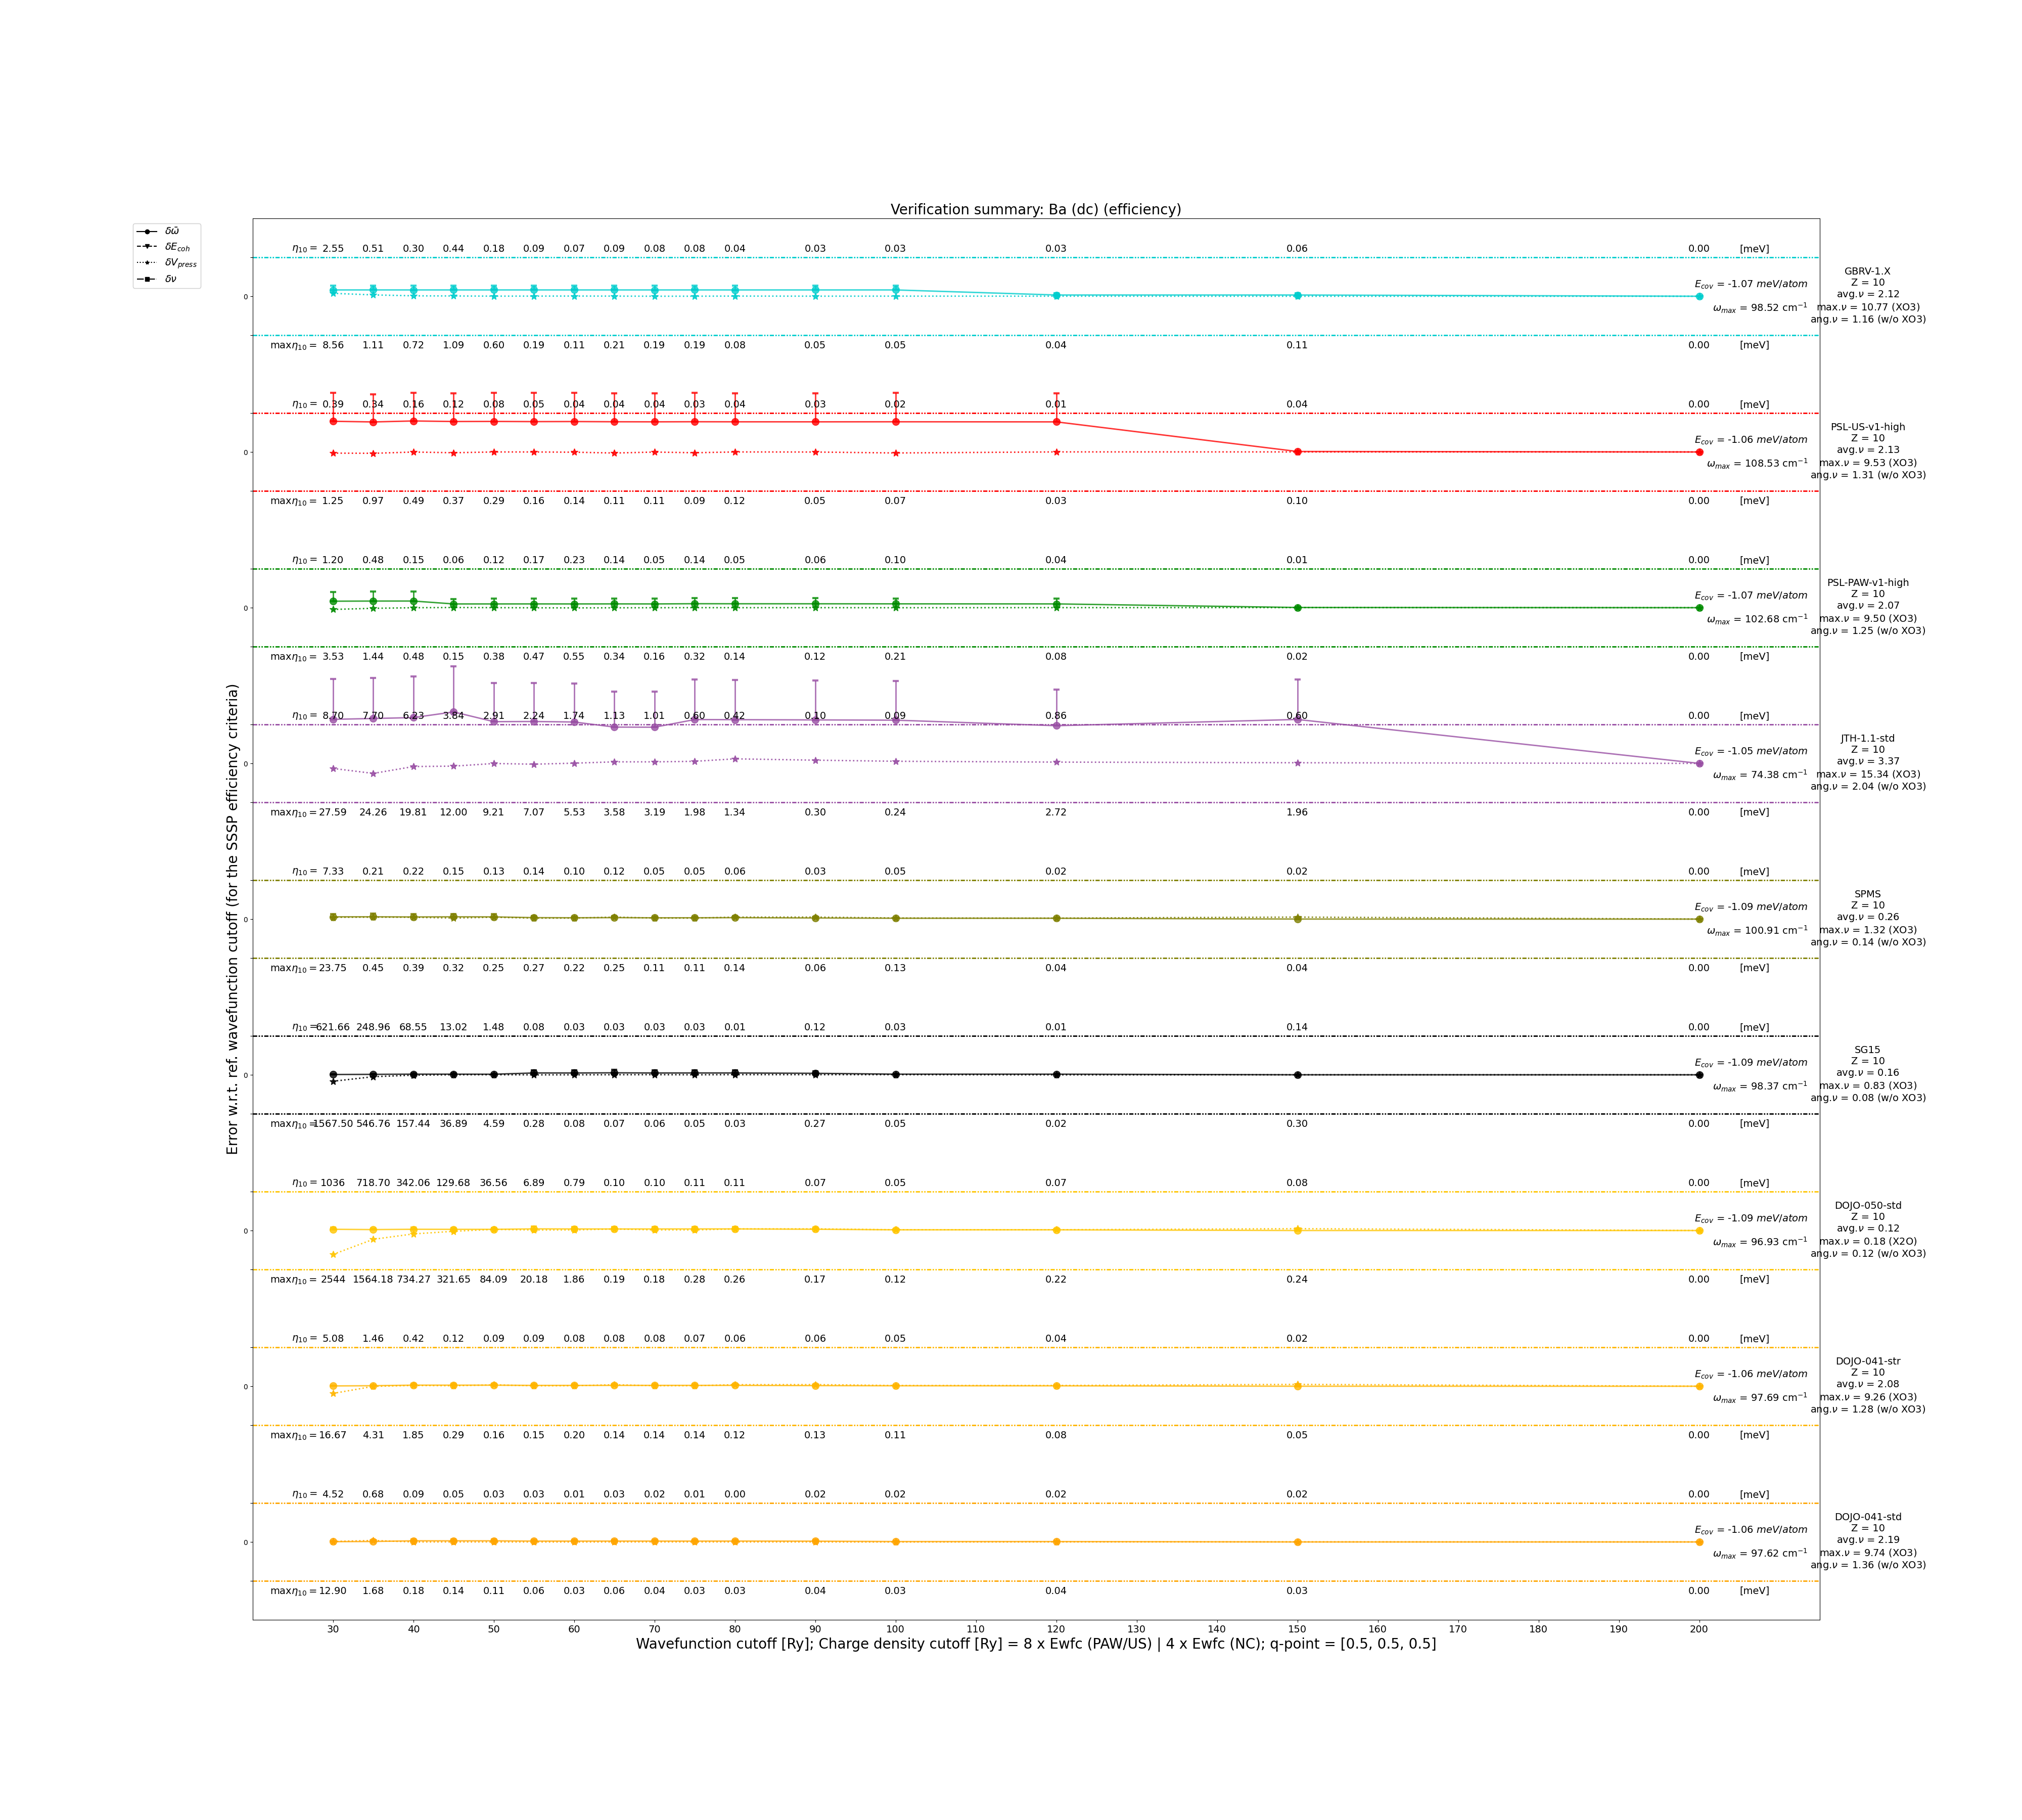 Verification summary: Ba (dc) (efficiency)
δω̄
δE_coh
δV_press
δν
Error w.r.t. ref. wavefunction cutoff (for the SSSP efficiency criteria)
η₁₀ = 2.55 0.51 0.30 0.44 0.18 0.09 0.07 0.09 0.08 0.08 0.04 0.03 0.03 0.03 0.06 0.00 [meV]
GBRV-1.X
Z = 10
E_cov = -1.07 meV/atom
avg.ν = 2.12
0
ω_max = 98.52 cm⁻¹
max.ν = 10.77 (XO3)
ang.ν = 1.16 (w/o XO3)
maxη₁₀ = 8.56 1.11 0.72 1.09 0.60 0.19 0.11 0.21 0.19 0.19 0.08 0.05 0.05 0.04 0.11 0.00 [meV]
η₁₀ = 0.39 0.34 0.16 0.12 0.08 0.05 0.04 0.04 0.04 0.03 0.04 0.03 0.02 0.01 0.04 0.00 [meV]
PSL-US-v1-high
Z = 10
E_cov = -1.06 meV/atom
avg.ν = 2.13
0
ω_max = 108.53 cm⁻¹
max.ν = 9.53 (XO3)
ang.ν = 1.31 (w/o XO3)
maxη₁₀ = 1.25 0.97 0.49 0.37 0.29 0.16 0.14 0.11 0.11 0.09 0.12 0.05 0.07 0.03 0.10 0.00 [meV]
η₁₀ = 1.20 0.48 0.15 0.06 0.12 0.17 0.23 0.14 0.05 0.14 0.05 0.06 0.10 0.04 0.01 0.00 [meV]
PSL-PAW-v1-high
Z = 10
E_cov = -1.07 meV/atom
avg.ν = 2.07
0
ω_max = 102.68 cm⁻¹
max.ν = 9.50 (XO3)
ang.ν = 1.25 (w/o XO3)
maxη₁₀ = 3.53 1.44 0.48 0.15 0.38 0.47 0.55 0.34 0.16 0.32 0.14 0.12 0.21 0.08 0.02 0.00 [meV]
η₁₀ = 8.70 7.70 6.23 3.84 2.91 2.24 1.74 1.13 1.01 0.60 0.42 0.10 0.09 0.86 0.60 0.00 [meV]
JTH-1.1-std
Z = 10
E_cov = -1.05 meV/atom
avg.ν = 3.37
0
ω_max = 74.38 cm⁻¹
max.ν = 15.34 (XO3)
ang.ν = 2.04 (w/o XO3)
maxη₁₀ = 27.59 24.26 19.81 12.00 9.21 7.07 5.53 3.58 3.19 1.98 1.34 0.30 0.24 2.72 1.96 0.00 [meV]
η₁₀ = 7.33 0.21 0.22 0.15 0.13 0.14 0.10 0.12 0.05 0.05 0.06 0.03 0.05 0.02 0.02 0.00 [meV]
SPMS
Z = 10
E_cov = -1.09 meV/atom
avg.ν = 0.26
0
ω_max = 100.91 cm⁻¹
max.ν = 1.32 (XO3)
ang.ν = 0.14 (w/o XO3)
maxη₁₀ = 23.75 0.45 0.39 0.32 0.25 0.27 0.22 0.25 0.11 0.11 0.14 0.06 0.13 0.04 0.04 0.00 [meV]
η₁₀ = 621.66 248.96 68.55 13.02 1.48 0.08 0.03 0.03 0.03 0.03 0.01 0.12 0.03 0.01 0.14 0.00 [meV]
SG15
Z = 10
E_cov = -1.09 meV/atom
avg.ν = 0.16
0
ω_max = 98.37 cm⁻¹
max.ν = 0.83 (XO3)
ang.ν = 0.08 (w/o XO3)
maxη₁₀ = 1567.50 546.76 157.44 36.89 4.59 0.28 0.08 0.07 0.06 0.05 0.03 0.27 0.05 0.02 0.30 0.00 [meV]
η₁₀ = 1036 718.70 342.06 129.68 36.56 6.89 0.79 0.10 0.10 0.11 0.11 0.07 0.05 0.07 0.08 0.00 [meV]
DOJO-050-std
Z = 10
E_cov = -1.09 meV/atom
avg.ν = 0.12
0
ω_max = 96.93 cm⁻¹
max.ν = 0.18 (X2O)
ang.ν = 0.12 (w/o XO3)
maxη₁₀ = 2544 1564.18 734.27 321.65 84.09 20.18 1.86 0.19 0.18 0.28 0.26 0.17 0.12 0.22 0.24 0.00 [meV]
η₁₀ = 5.08 1.46 0.42 0.12 0.09 0.09 0.08 0.08 0.08 0.07 0.06 0.06 0.05 0.04 0.02 0.00 [meV]
DOJO-041-str
Z = 10
E_cov = -1.06 meV/atom
avg.ν = 2.08
0
ω_max = 97.69 cm⁻¹
max.ν = 9.26 (XO3)
ang.ν = 1.28 (w/o XO3)
maxη₁₀ = 16.67 4.31 1.85 0.29 0.16 0.15 0.20 0.14 0.14 0.14 0.12 0.13 0.11 0.08 0.05 0.00 [meV]
η₁₀ = 4.52 0.68 0.09 0.05 0.03 0.03 0.01 0.03 0.02 0.01 0.00 0.02 0.02 0.02 0.02 0.00 [meV]
DOJO-041-std
Z = 10
E_cov = -1.06 meV/atom
avg.ν = 2.19
0
ω_max = 97.62 cm⁻¹
max.ν = 9.74 (XO3)
ang.ν = 1.36 (w/o XO3)
maxη₁₀ = 12.90 1.68 0.18 0.14 0.11 0.06 0.03 0.06 0.04 0.03 0.03 0.04 0.03 0.04 0.03 0.00 [meV]
30 40 50 60 70 80 90 100 110 120 130 140 150 160 170 180 190 200
Wavefunction cutoff [Ry]; Charge density cutoff [Ry] = 8 x Ewfc (PAW/US) | 4 x Ewfc (NC); q-point = [0.5, 0.5, 0.5]